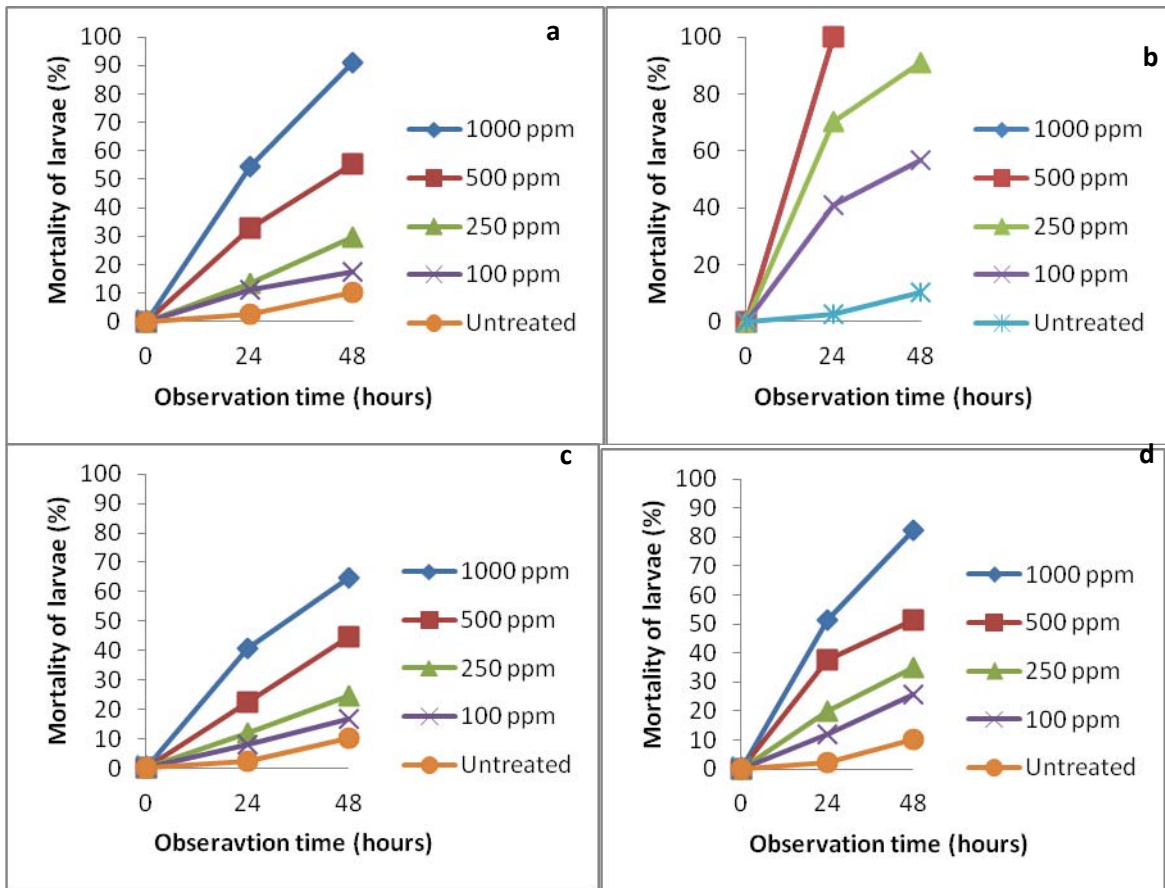 a
Mortality of larvae (%)
100
90
80
70
60
50
40
30
20
10
0
0 24 48
Observation time (hours)
1000 ppm
500 ppm
250 ppm
100 ppm
Untreated
b
Mortality of larvae (%)
100
80
60
40
20
0
0 24 48
Observation time (hours)
1000 ppm
500 ppm
250 ppm
100 ppm
Untreated
c
Mortality of larvae (%)
100
90
80
70
60
50
40
30
20
10
0
0 24 48
Obseravtion time (hours)
1000 ppm
500 ppm
250 ppm
100 ppm
Untreated
d
Mortality of larvae (%)
100
90
80
70
60
50
40
30
20
10
0
0 24 48
Observation time (hours)
1000 ppm
500 ppm
250 ppm
100 ppm
Untreated